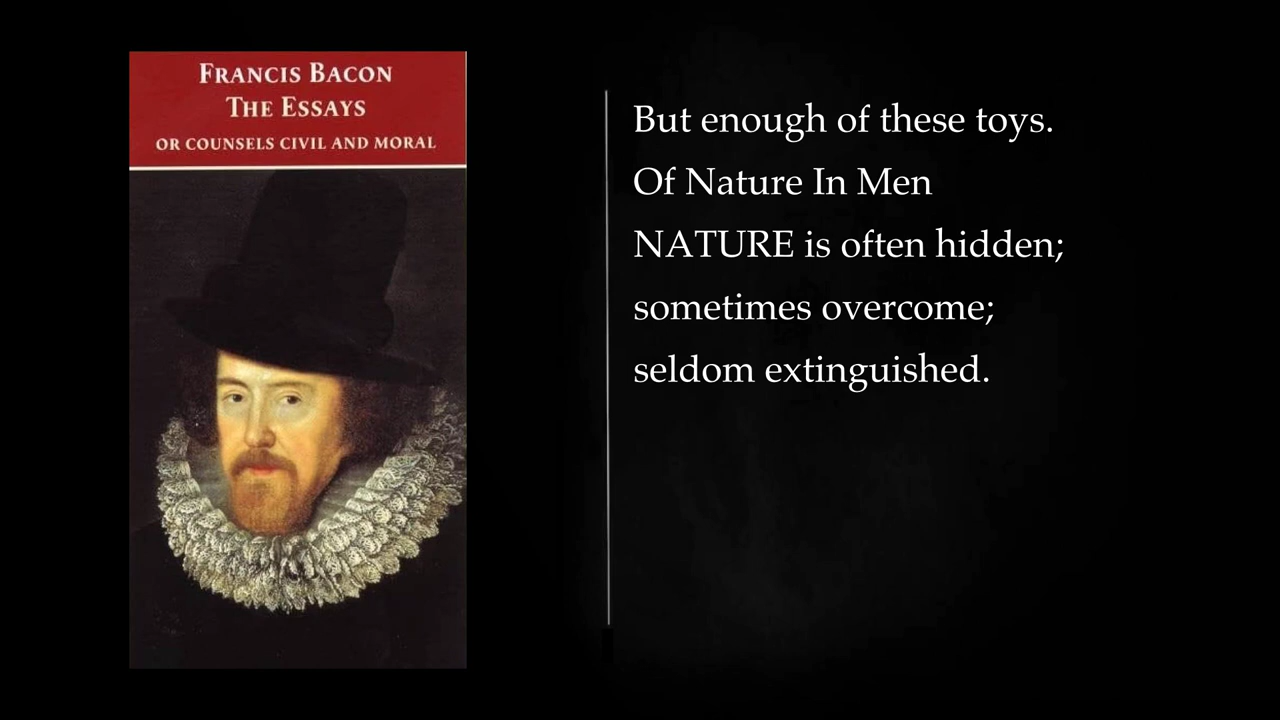 FRANCIS BACON
THE ESSAYS
OR COUNSELS CIVIL AND MORAL
But enough of these toys.
Of Nature In Men
NATURE is often hidden;
sometimes overcome;
seldom extinguished.